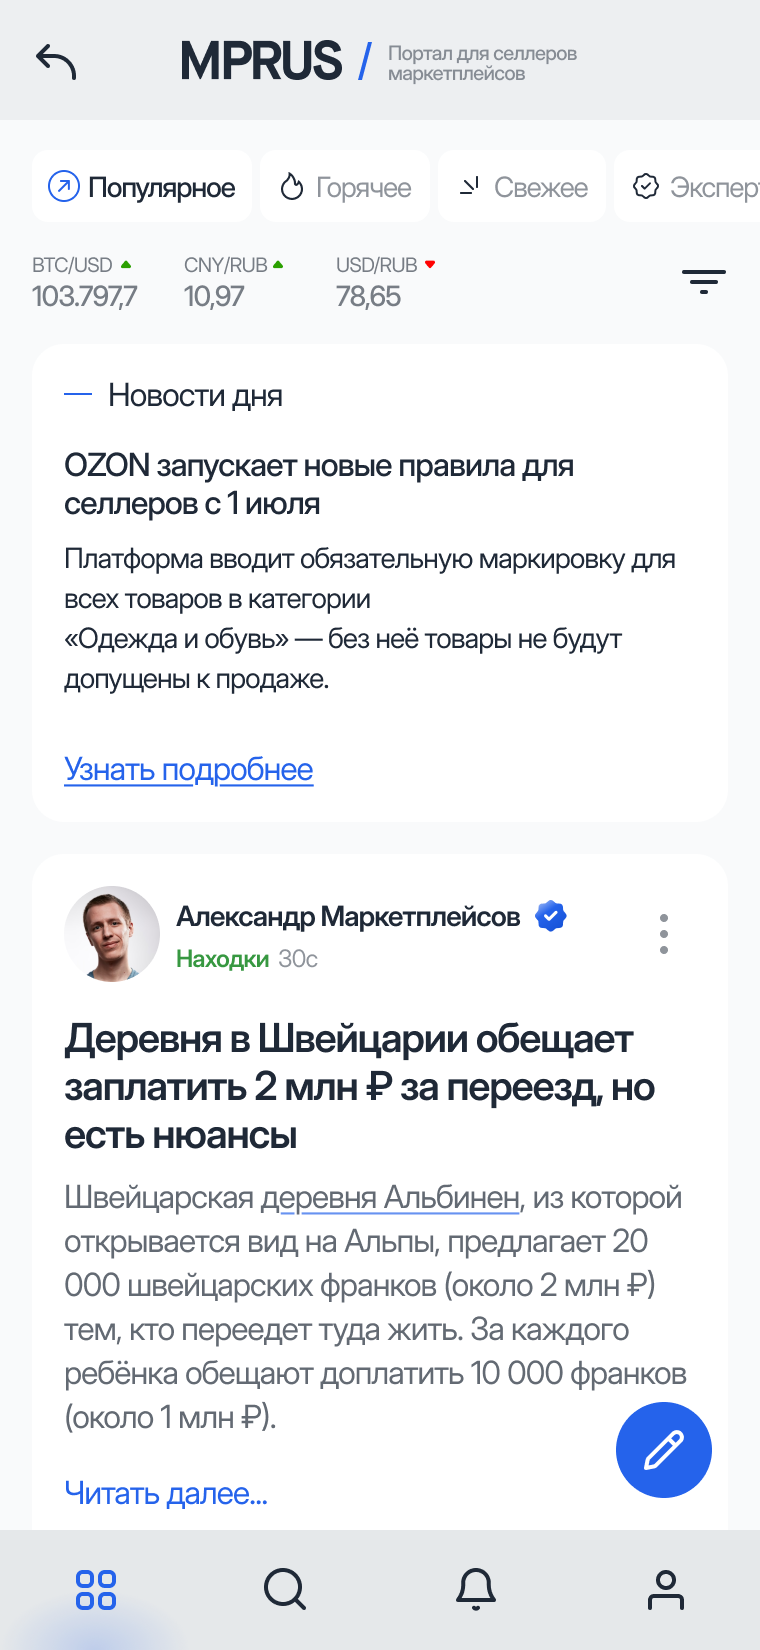 MPRUS / Портал для селлеров
маркетплейсов
Популярное Горячее Свежее Экспер
BTC/USD CNY/RUB USD/RUB
103.797,7 10,97 78,65
— Новости дня
OZON запускает новые правила для
селлеров с 1 июля
Платформа вводит обязательную маркировку для
всех товаров в категории
«Одежда и обувь» — без неё товары не будут
допущены к продаже.
Узнать подробнее
Александр Маркетплейсов
Находки 30с
Деревня в Швейцарии обещает
заплатить 2 млн ₽ за переезд, но
есть нюансы
Швейцарская деревня Альбинен, из которой
открывается вид на Альпы, предлагает 20
000 швейцарских франков (около 2 млн ₽)
тем, кто переедет туда жить. За каждого
ребёнка обещают доплатить 10 000 франков
(около 1 млн ₽).
Читать далее...